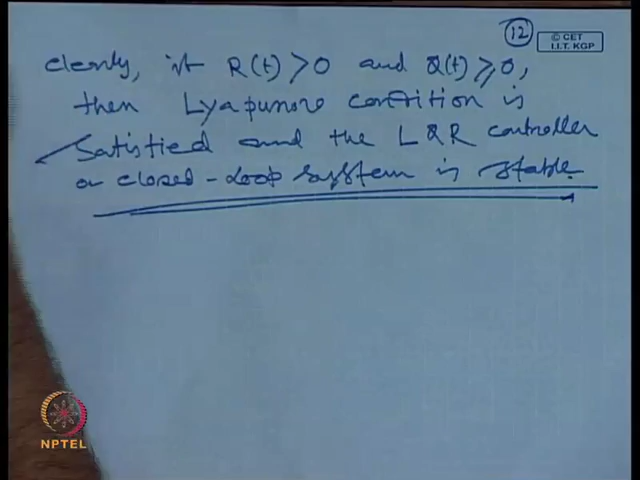 12
© CET
I.I.T. KGP
clearly, if R(t) > 0 and Q(t) ≥ 0,
then Lyapunov condition is
satisfied and the LQR controller
or closed-loop system is stable.
NPTEL